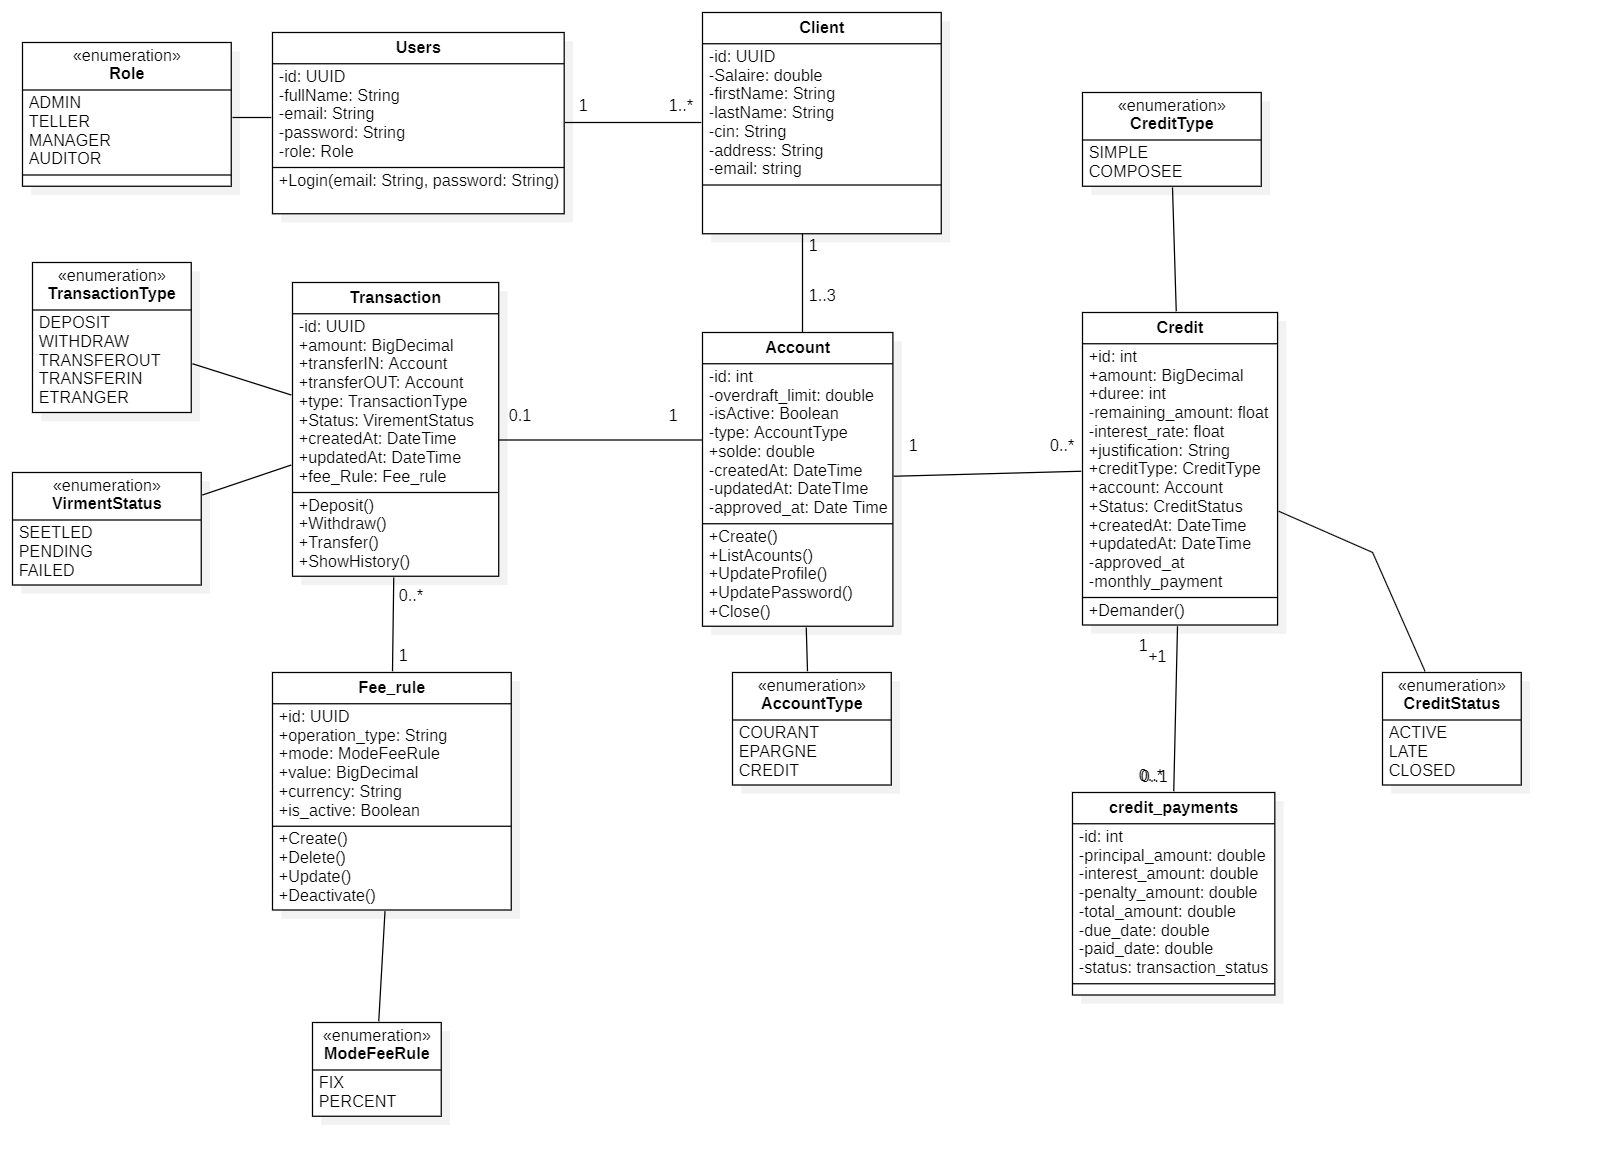 «enumeration»
Role
ADMIN
TELLER
MANAGER
AUDITOR
Users
-id: UUID
-fullName: String
-email: String
-password: String
-role: Role
+Login(email: String, password: String)
1
1..*
Client
-id: UUID
-Salaire: double
-firstName: String
-lastName: String
-cin: String
-address: String
-email: string
1
1..3
«enumeration»
CreditType
SIMPLE
COMPOSEE
«enumeration»
TransactionType
DEPOSIT
WITHDRAW
TRANSFEROUT
TRANSFERIN
ETRANGER
«enumeration»
VirmentStatus
SEETLED
PENDING
FAILED
Transaction
-id: UUID
+amount: BigDecimal
+transferIN: Account
+transferOUT: Account
+type: TransactionType
+Status: VirementStatus
+createdAt: DateTime
+updatedAt: DateTime
+fee_Rule: Fee_rule
+Deposit()
+Withdraw()
+Transfer()
+ShowHistory()
0.1
1
0..*
1
Account
-id: int
-overdraft_limit: double
-isActive: Boolean
-type: AccountType
+solde: double
-createdAt: DateTime
-updatedAt: DateTIme
-approved_at: Date Time
+Create()
+ListAcounts()
+UpdateProfile()
+UpdatePassword()
+Close()
1
0..*
Credit
+id: int
+amount: BigDecimal
+duree: int
-remaining_amount: float
-interest_rate: float
+justification: String
+creditType: CreditType
+account: Account
+Status: CreditStatus
+createdAt: DateTime
+updatedAt: DateTime
-approved_at
-monthly_payment
+Demander()
1
+1
Fee_rule
+id: UUID
+operation_type: String
+mode: ModeFeeRule
+value: BigDecimal
+currency: String
+is_active: Boolean
+Create()
+Delete()
+Update()
+Deactivate()
«enumeration»
AccountType
COURANT
EPARGNE
CREDIT
«enumeration»
CreditStatus
ACTIVE
LATE
CLOSED
credit_payments
-id: int
-principal_amount: double
-interest_amount: double
-penalty_amount: double
-total_amount: double
-due_date: double
-paid_date: double
-status: transaction_status
«enumeration»
ModeFeeRule
FIX
PERCENT